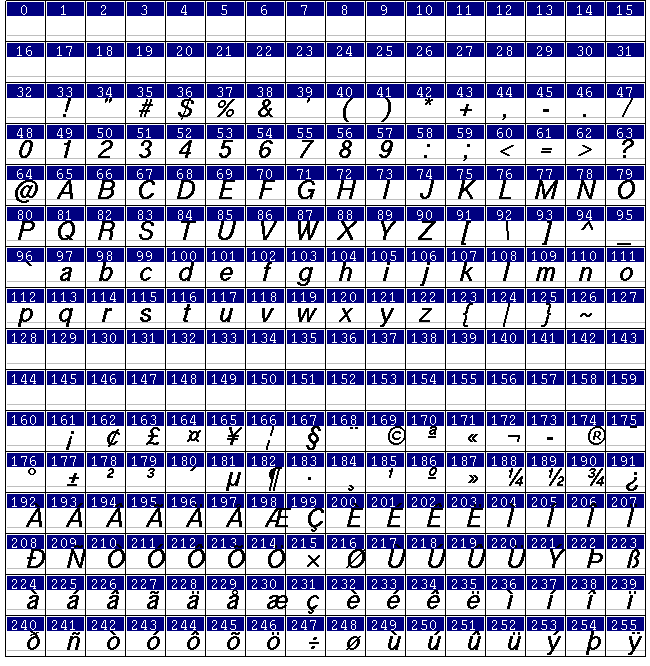 0 1 2 3 4 5 6 7 8 9 10 11 12 13 14 15
16 17 18 19 20 21 22 23 24 25 26 27 28 29 30 31
32 33 34 35 36 37 38 39 40 41 42 43 44 45 46 47
! " # $ % & ' ( ) * + , - . /
48 49 50 51 52 53 54 55 56 57 58 59 60 61 62 63
0 1 2 3 4 5 6 7 8 9 : ; < = > ?
64 65 66 67 68 69 70 71 72 73 74 75 76 77 78 79
@ A B C D E F G H I J K L M N O
80 81 82 83 84 85 86 87 88 89 90 91 92 93 94 95
P Q R S T U V W X Y Z [ \ ] ^ _
96 97 98 99 100 101 102 103 104 105 106 107 108 109 110 111
` a b c d e f g h i j k l m n o
112 113 114 115 116 117 118 119 120 121 122 123 124 125 126 127
p q r s t u v w x y z { | } ~
128 129 130 131 132 133 134 135 136 137 138 139 140 141 142 143
144 145 146 147 148 149 150 151 152 153 154 155 156 157 158 159
160 161 162 163 164 165 166 167 168 169 170 171 172 173 174 175
¡ ¢ £ ¤ ¥ ¦ § ¨ © ª « ¬ - ® ¯
176 177 178 179 180 181 182 183 184 185 186 187 188 189 190 191
° ± ² ³ ´ µ ¶ · ¸ ¹ º » ¼ ½ ¾ ¿
192 193 194 195 196 197 198 199 200 201 202 203 204 205 206 207
A A A A A A Æ Ç E E E E I I I I
208 209 210 211 212 213 214 215 216 217 218 219 220 221 222 223
Ð N O O O O O × Ø U U U U Y Þ ß
224 225 226 227 228 229 230 231 232 233 234 235 236 237 238 239
à á â ã ä å æ ç è é ê ë ì í î ï
240 241 242 243 244 245 246 247 248 249 250 251 252 253 254 255
ð ñ ò ó ô õ ö ÷ ø ù ú û ü ý þ ÿ